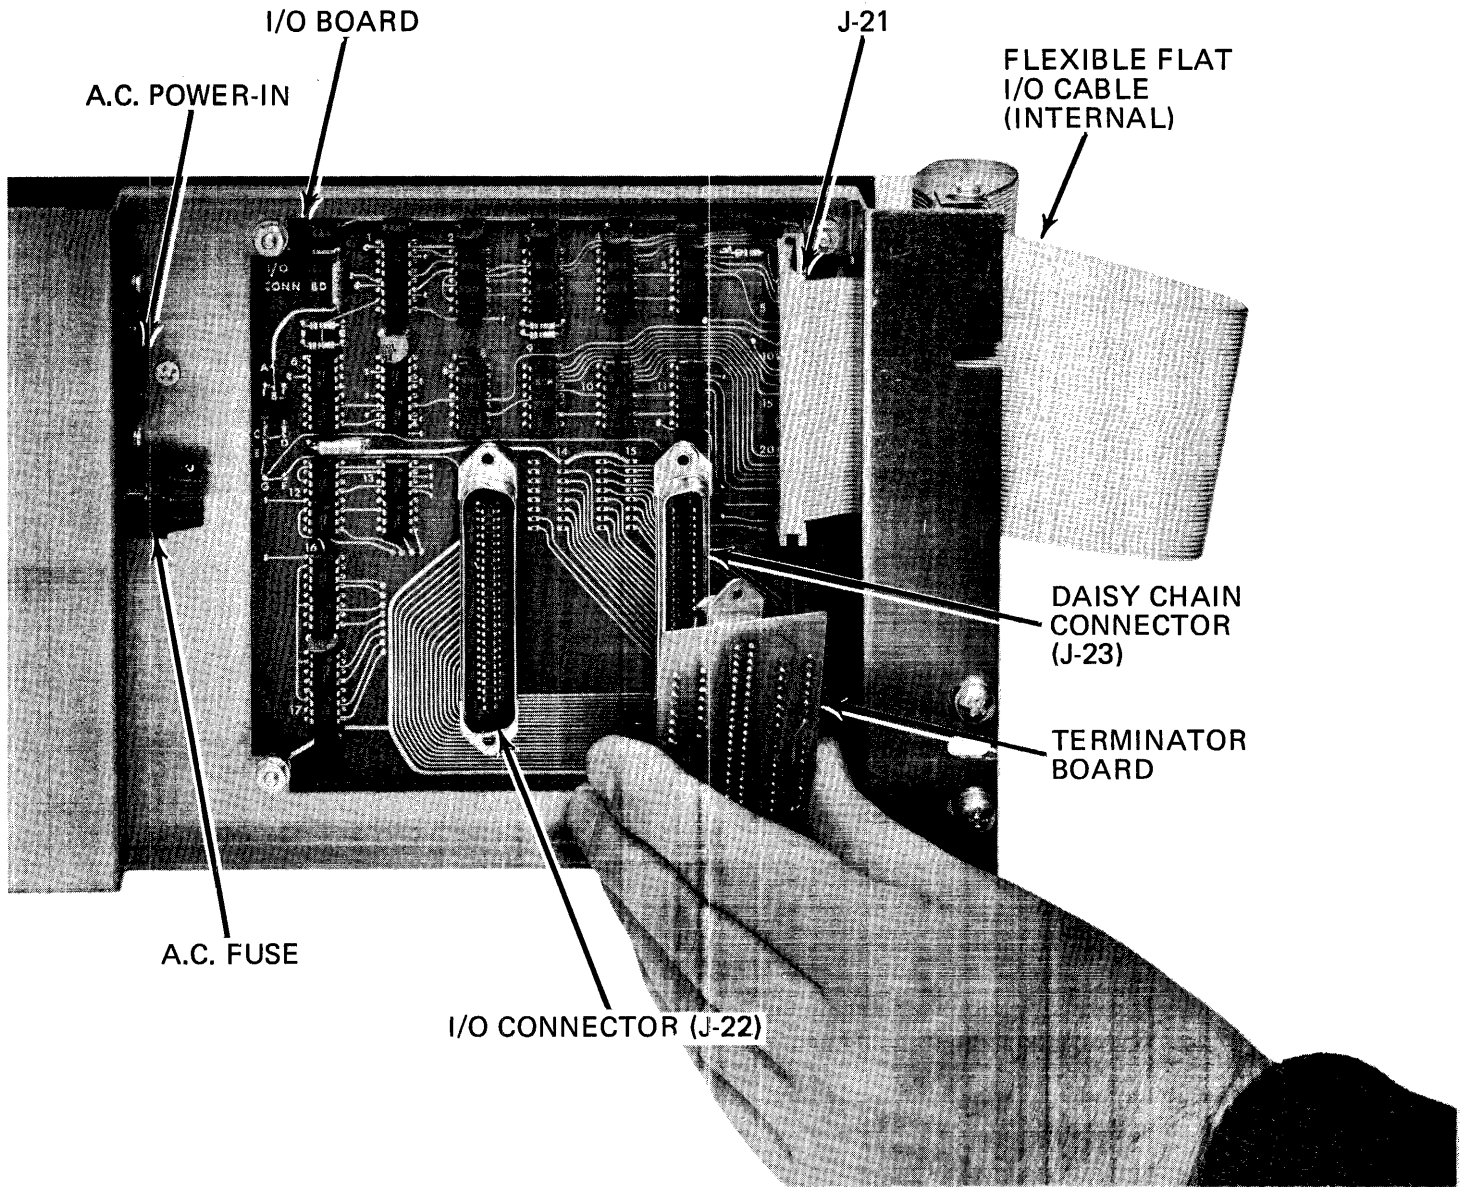 I/O BOARD
J-21
FLEXIBLE FLAT
I/O CABLE
(INTERNAL)
A.C. POWER-IN
I/O
CONN BD
DAISY CHAIN
CONNECTOR
(J-23)
TERMINATOR
BOARD
A.C. FUSE
I/O CONNECTOR (J-22)